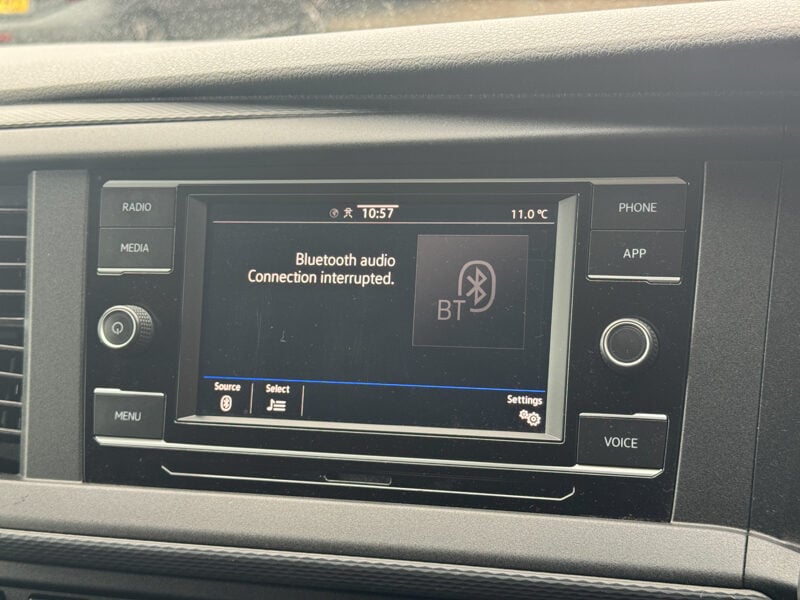 RADIO
MEDIA
MENU
10:57
11.0 °C
Bluetooth audio
Connection interrupted.
BT
Source
Select
Settings
PHONE
APP
VOICE